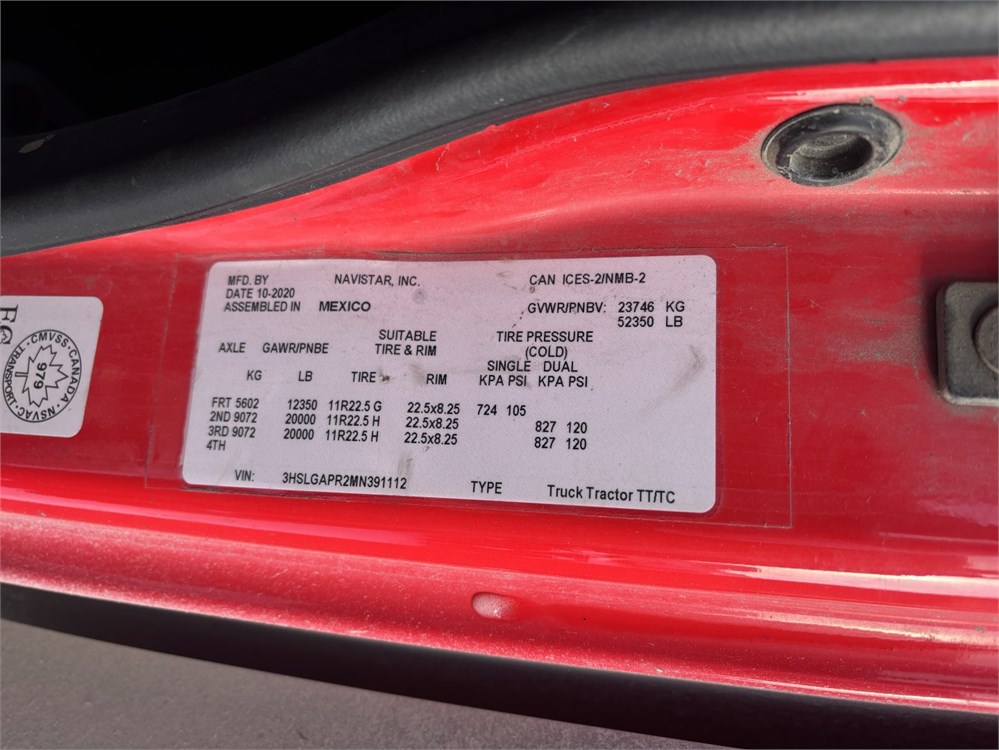 MFD. BY NAVISTAR, INC. CAN ICES-2/NMB-2
DATE 10-2020
ASSEMBLED IN MEXICO GVWR/PNBV: 23746 KG
52350 LB
SUITABLE TIRE PRESSURE
AXLE GAWR/PNBE TIRE & RIM (COLD)
SINGLE DUAL
KG LB TIRE RIM KPA PSI KPA PSI
FRT 5602 12350 11R22.5 G 22.5x8.25 724 105
2ND 9072 20000 11R22.5 H 22.5x8.25 827 120
3RD 9072 20000 11R22.5 H 22.5x8.25 827 120
4TH
VIN: 3HSLGAPR2MN391112 TYPE Truck Tractor TT/TC
CMVSS·CANADA
979
NSVAC·TRANSPORT